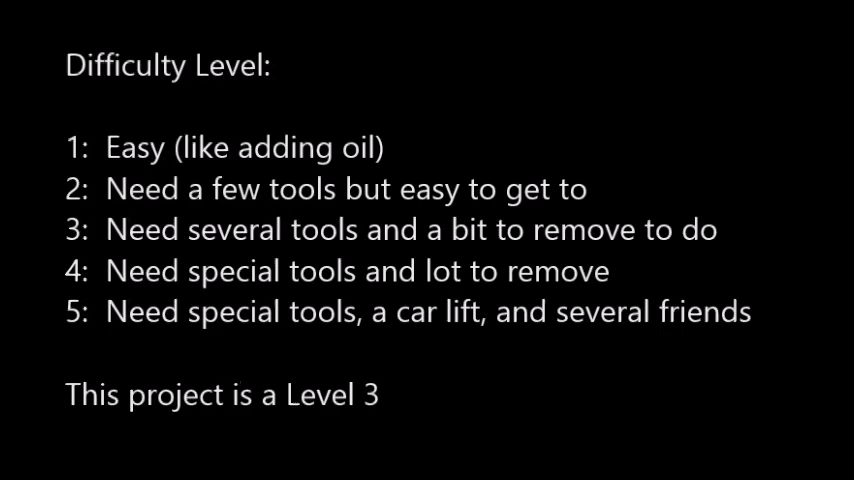 Difficulty Level:
1: Easy (like adding oil)
2: Need a few tools but easy to get to
3: Need several tools and a bit to remove to do
4: Need special tools and lot to remove
5: Need special tools, a car lift, and several friends
This project is a Level 3